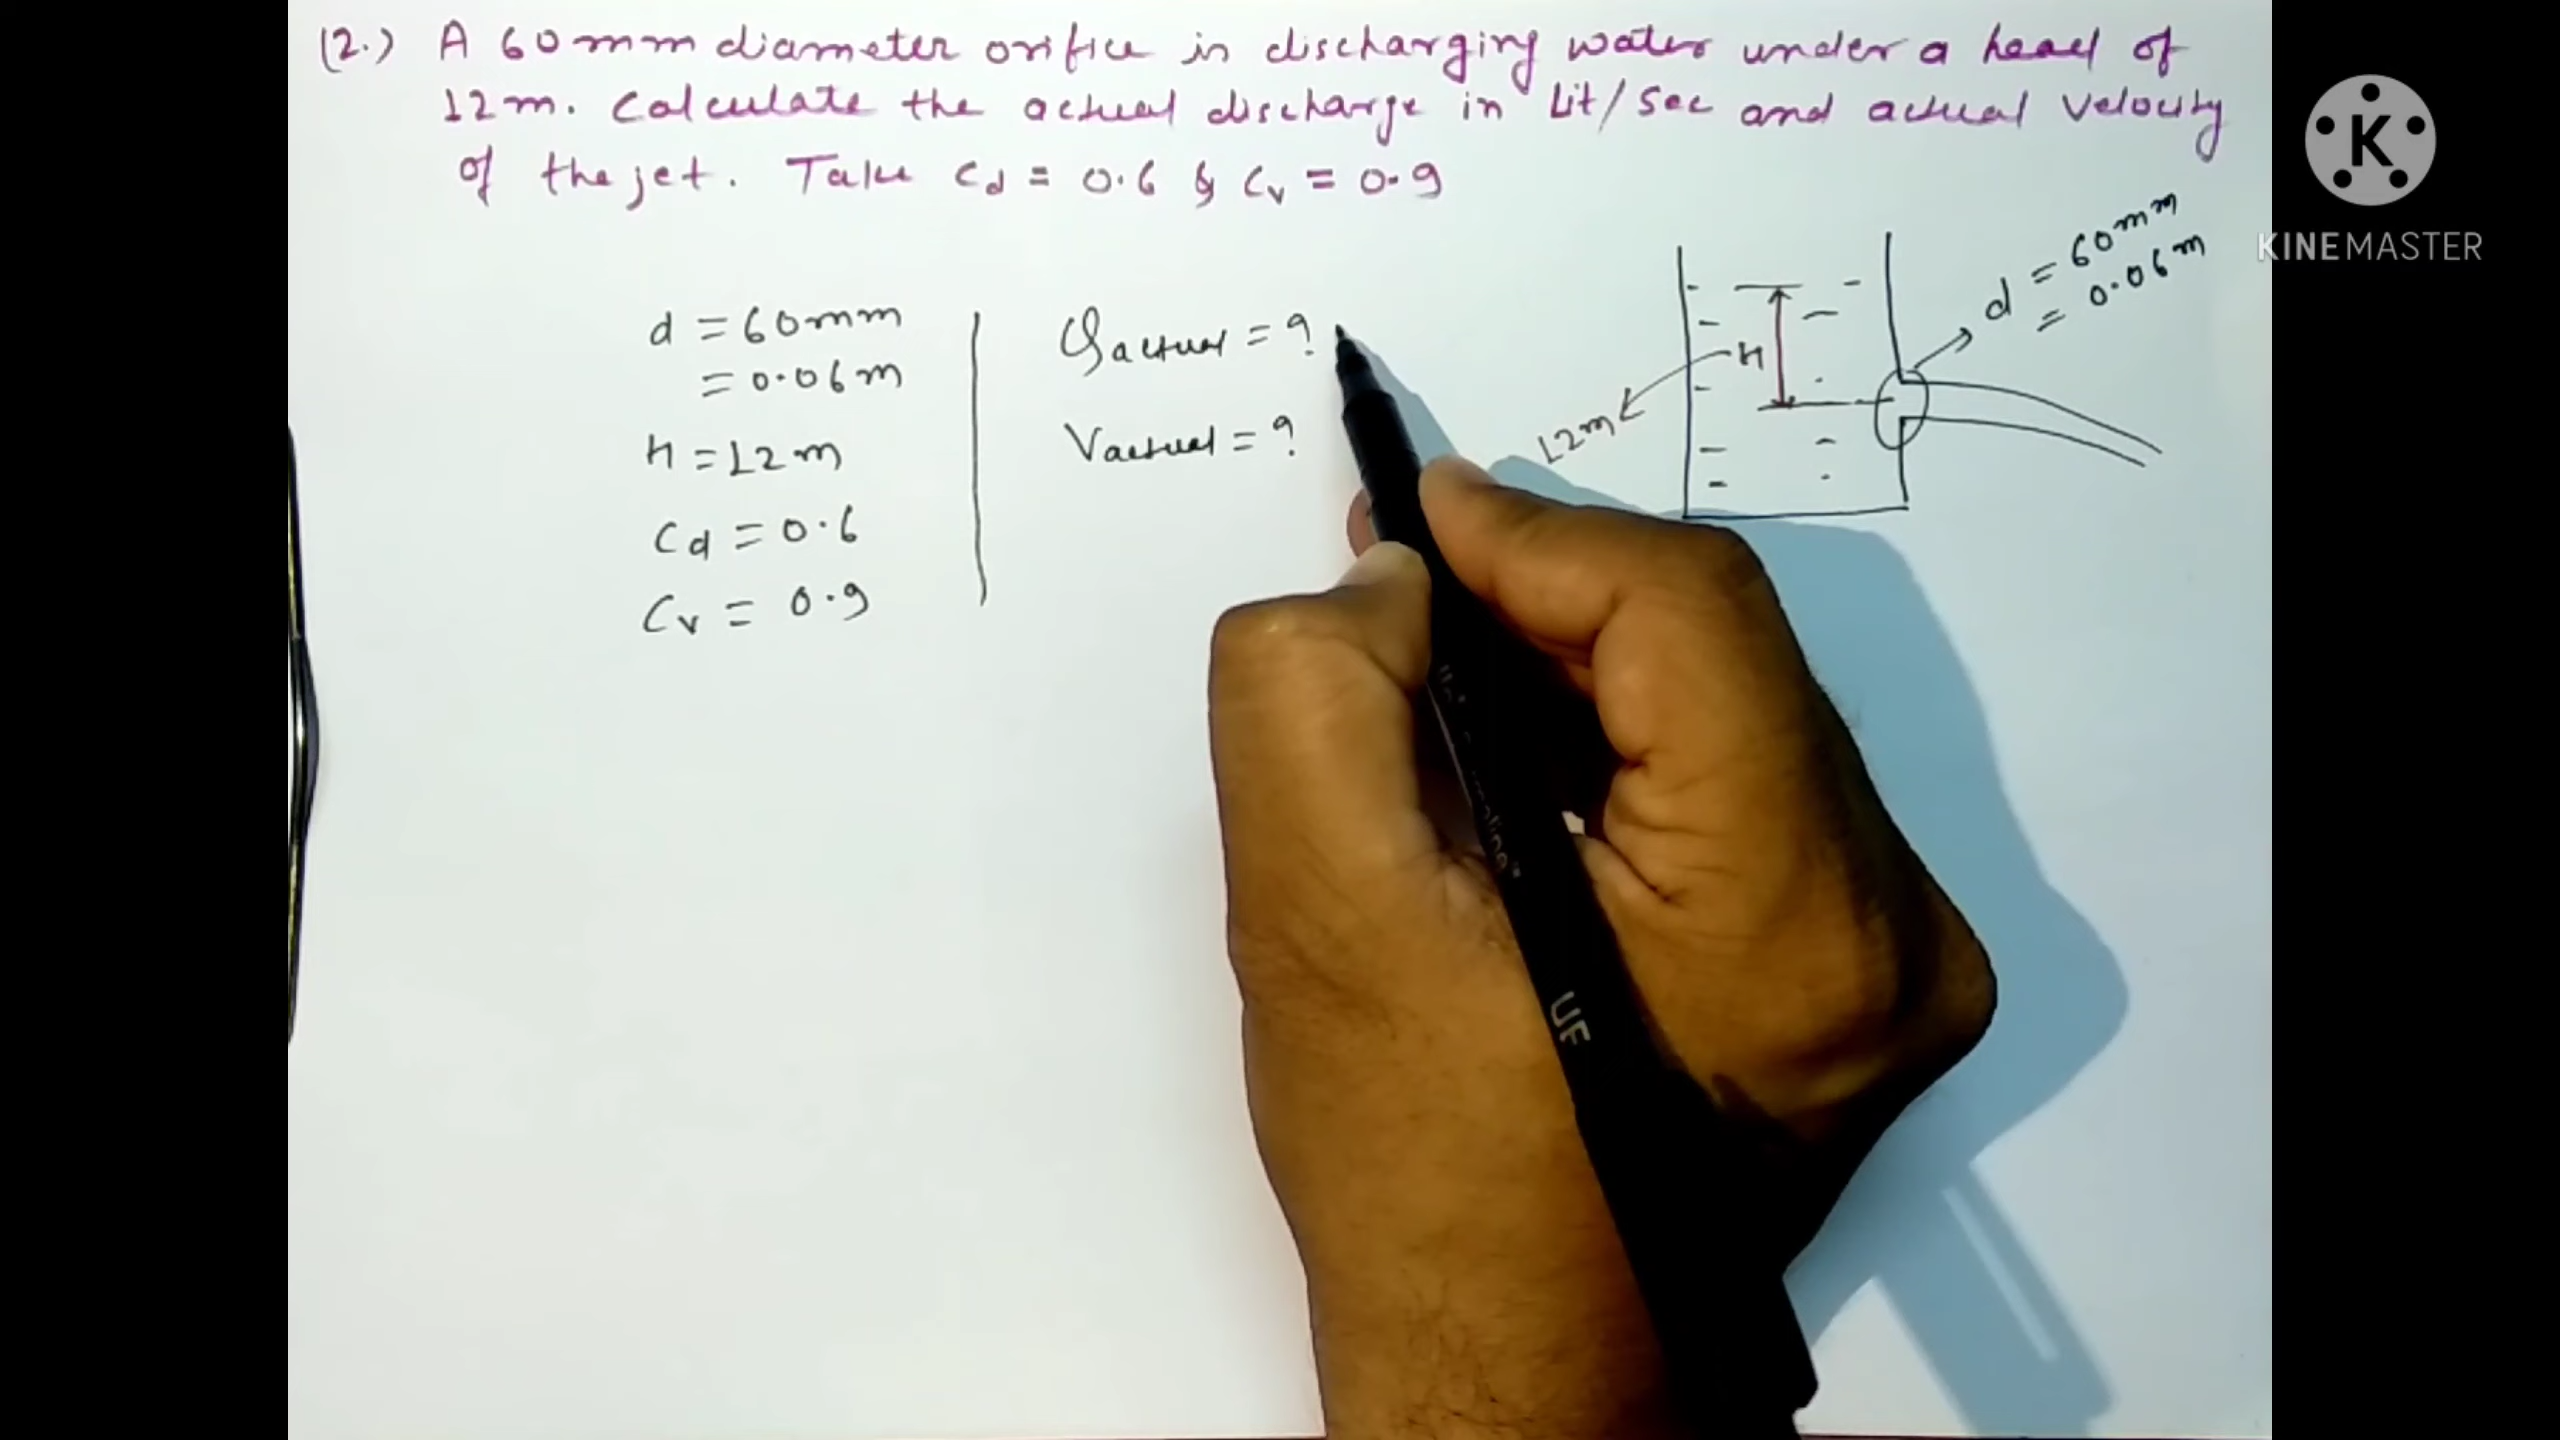 (2.) A 60mm diameter orifice is discharging water under a head of
12m. Calculate the actual discharge in Lit/Sec and actual Velocity
of the jet. Take Cd = 0.6 & Cv = 0.9
K
KINEMASTER
d = 60mm
= 0.06m
H = 12m
Cd = 0.6
Cv = 0.9
Qactual = ?
Vactual = ?
H
12m
d = 60mm
= 0.06m
UF